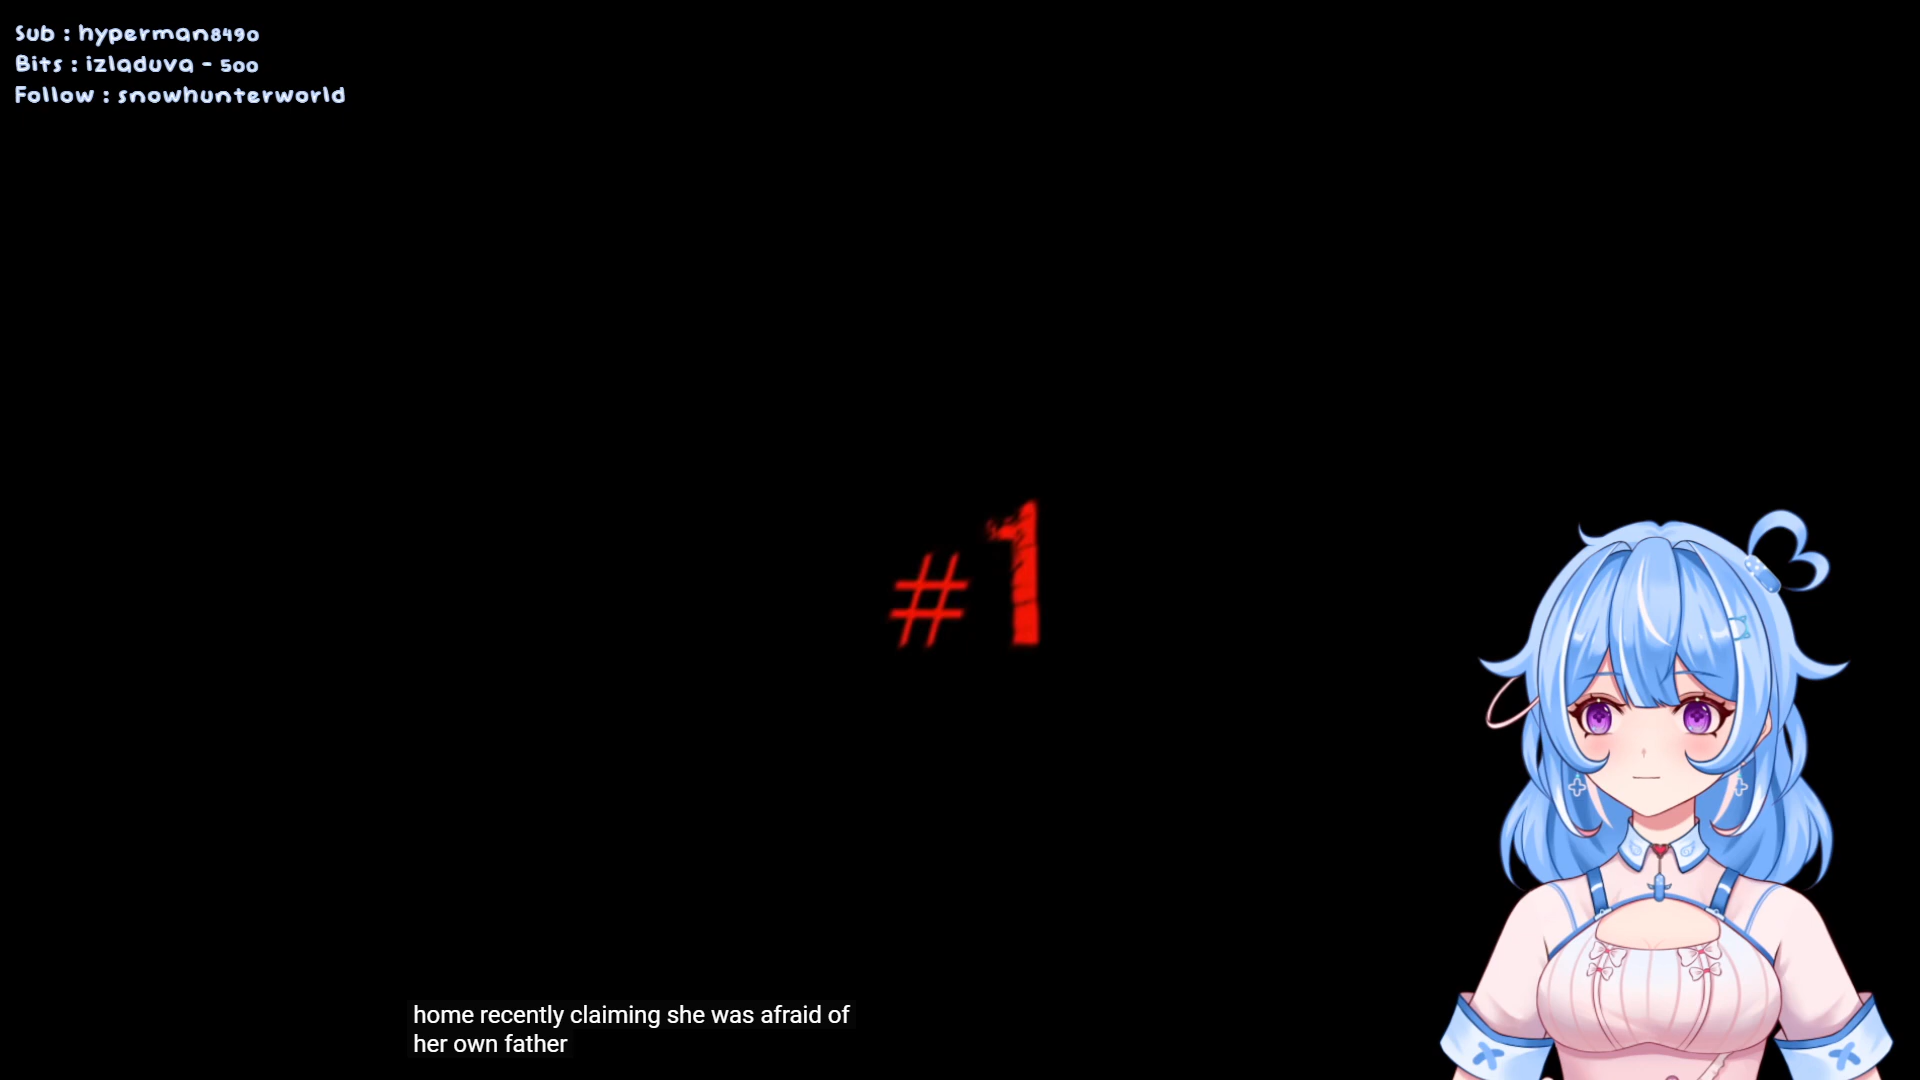 Sub : hyperman8490
Bits : izladuva - 500
Follow : snowhunterworld
#1
home recently claiming she was afraid of
her own father